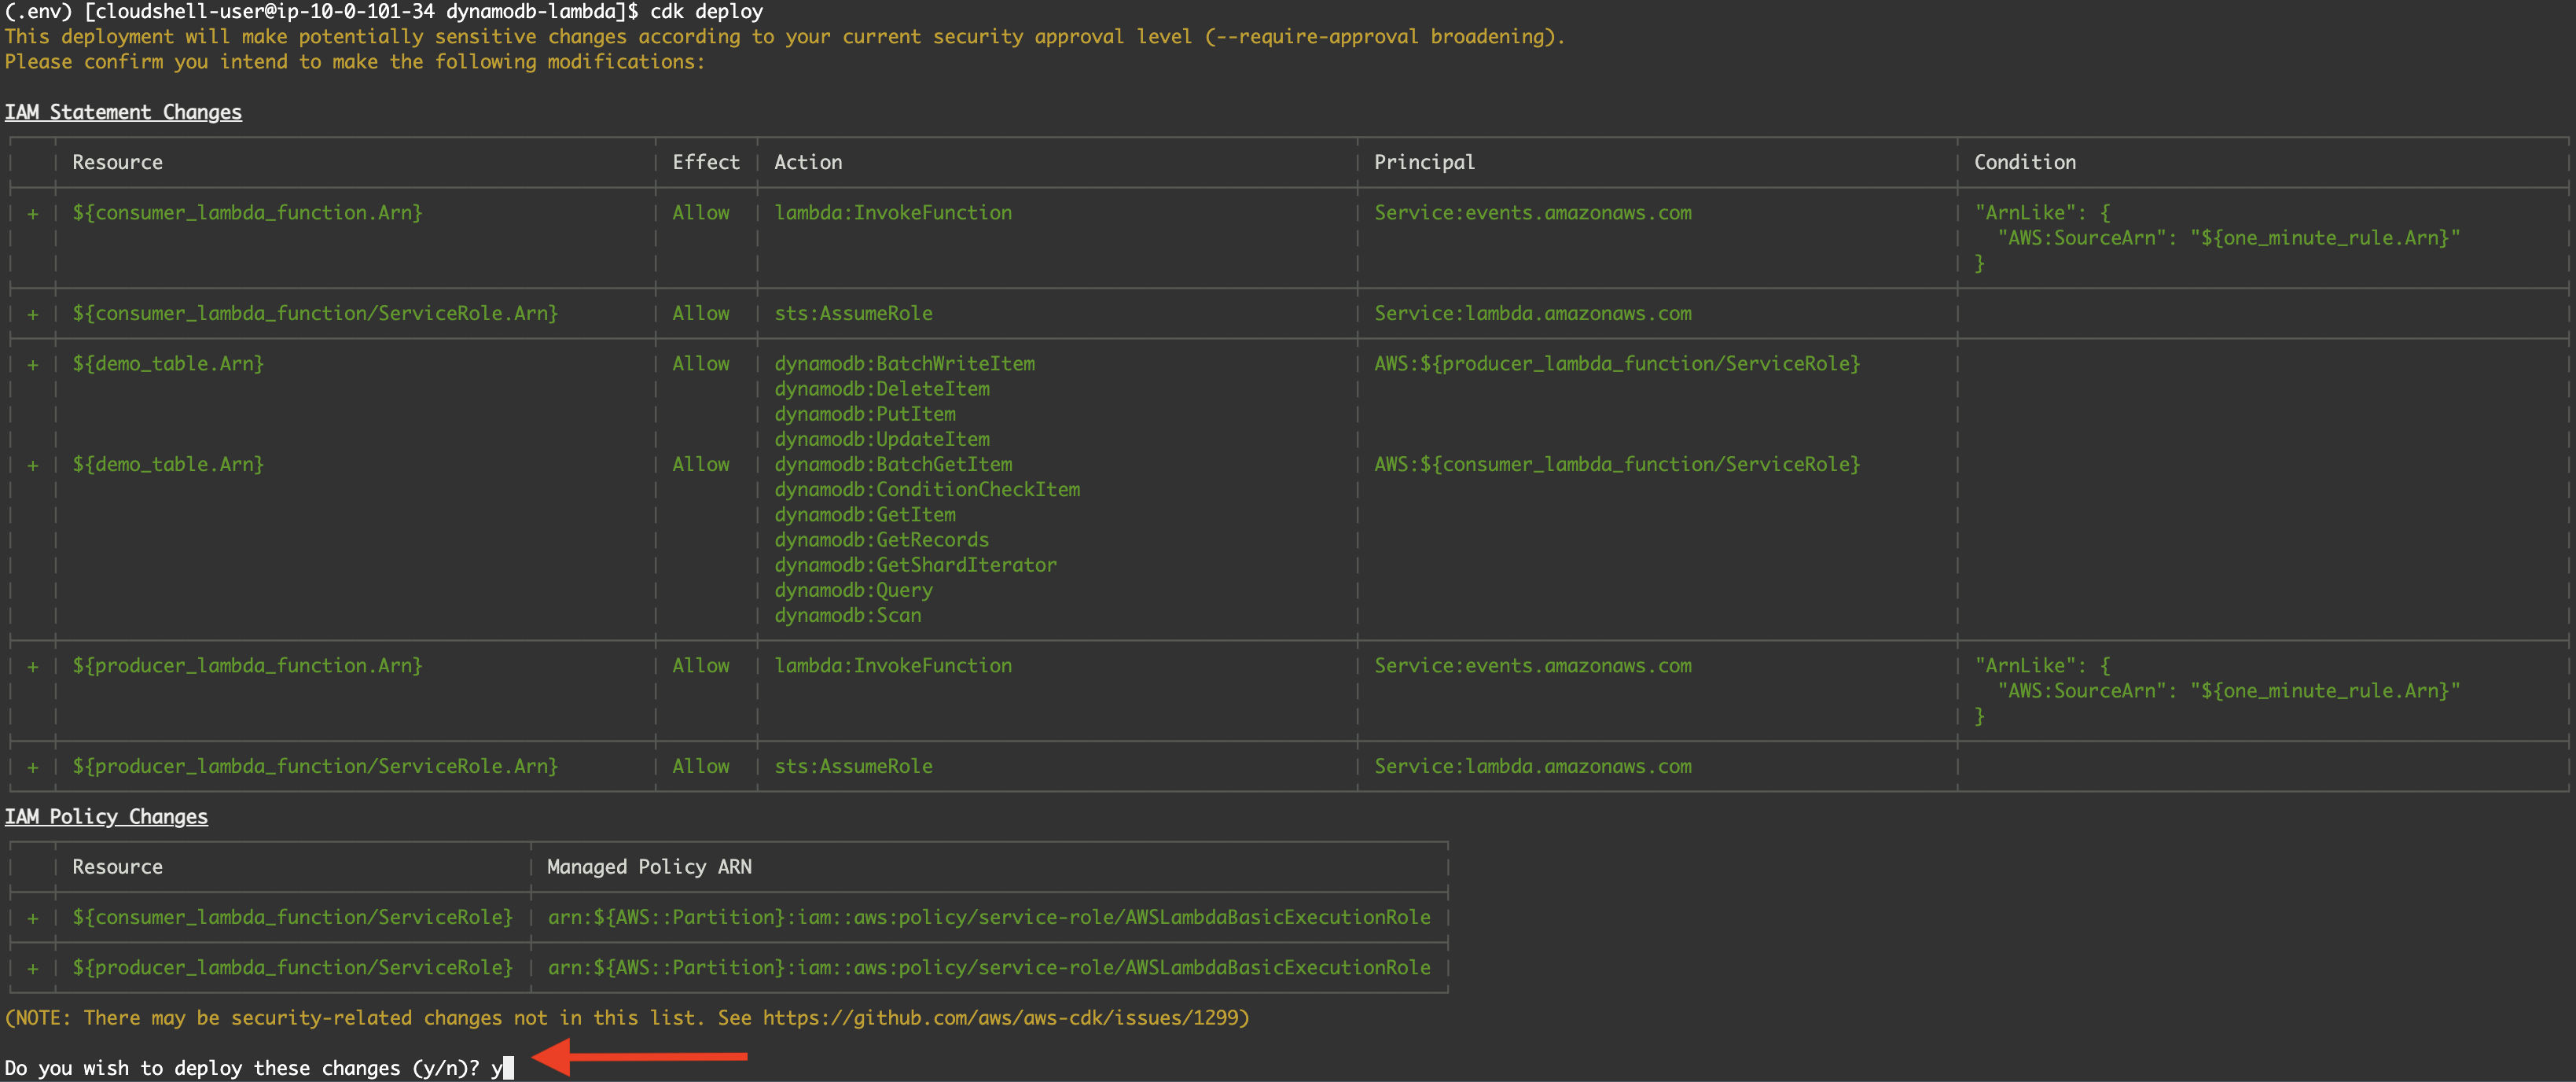 (.env) [cloudshell-user@ip-10-0-101-34 dynamodb-lambda]$ cdk deploy
This deployment will make potentially sensitive changes according to your current security approval level (--require-approval broadening).
Please confirm you intend to make the following modifications:
IAM Statement Changes
Resource Effect Action Principal Condition
+ ${consumer_lambda_function.Arn} Allow lambda:InvokeFunction Service:events.amazonaws.com "ArnLike": {
"AWS:SourceArn": "${one_minute_rule.Arn}"
}
+ ${consumer_lambda_function/ServiceRole.Arn} Allow sts:AssumeRole Service:lambda.amazonaws.com
+ ${demo_table.Arn} Allow dynamodb:BatchWriteItem AWS:${producer_lambda_function/ServiceRole}
dynamodb:DeleteItem
dynamodb:PutItem
dynamodb:UpdateItem
+ ${demo_table.Arn} Allow dynamodb:BatchGetItem AWS:${consumer_lambda_function/ServiceRole}
dynamodb:ConditionCheckItem
dynamodb:GetItem
dynamodb:GetRecords
dynamodb:GetShardIterator
dynamodb:Query
dynamodb:Scan
+ ${producer_lambda_function.Arn} Allow lambda:InvokeFunction Service:events.amazonaws.com "ArnLike": {
"AWS:SourceArn": "${one_minute_rule.Arn}"
}
+ ${producer_lambda_function/ServiceRole.Arn} Allow sts:AssumeRole Service:lambda.amazonaws.com
IAM Policy Changes
Resource Managed Policy ARN
+ ${consumer_lambda_function/ServiceRole} arn:${AWS::Partition}:iam::aws:policy/service-role/AWSLambdaBasicExecutionRole
+ ${producer_lambda_function/ServiceRole} arn:${AWS::Partition}:iam::aws:policy/service-role/AWSLambdaBasicExecutionRole
(NOTE: There may be security-related changes not in this list. See https://github.com/aws/aws-cdk/issues/1299)
Do you wish to deploy these changes (y/n)? y